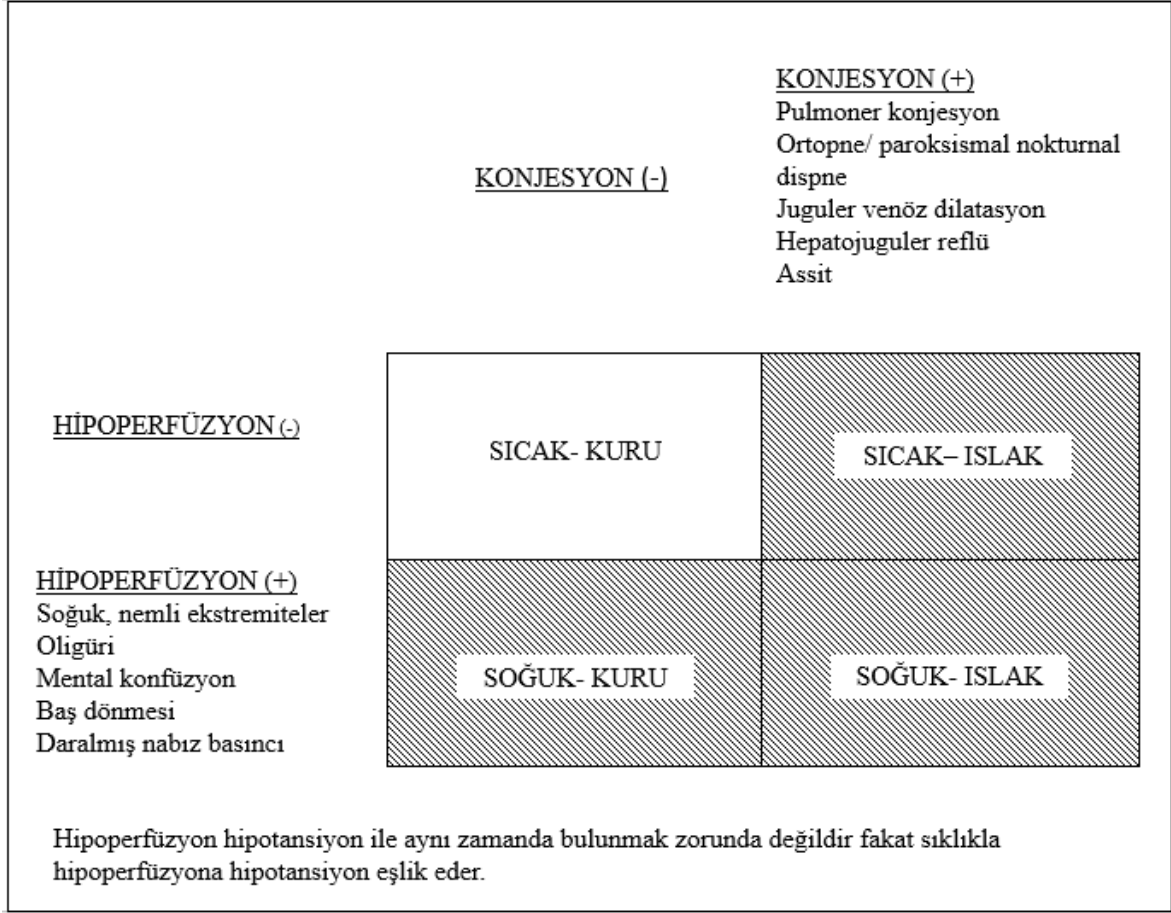 KONJESYON (+)
Pulmoner konjesyon
Ortopne/ paroksismal nokturnal
dispne
Juguler venöz dilatasyon
Hepatojuguler reflü
Assit
KONJESYON (-)
HİPOPERFÜZYON (-)
SICAK- KURU
SICAK– ISLAK
HİPOPERFÜZYON (+)
Soğuk, nemli ekstremiteler
Oligüri
Mental konfüzyon
Baş dönmesi
Daralmış nabız basıncı
SOĞUK- KURU
SOĞUK- ISLAK
Hipoperfüzyon hipotansiyon ile aynı zamanda bulunmak zorunda değildir fakat sıklıkla
hipoperfüzyona hipotansiyon eşlik eder.